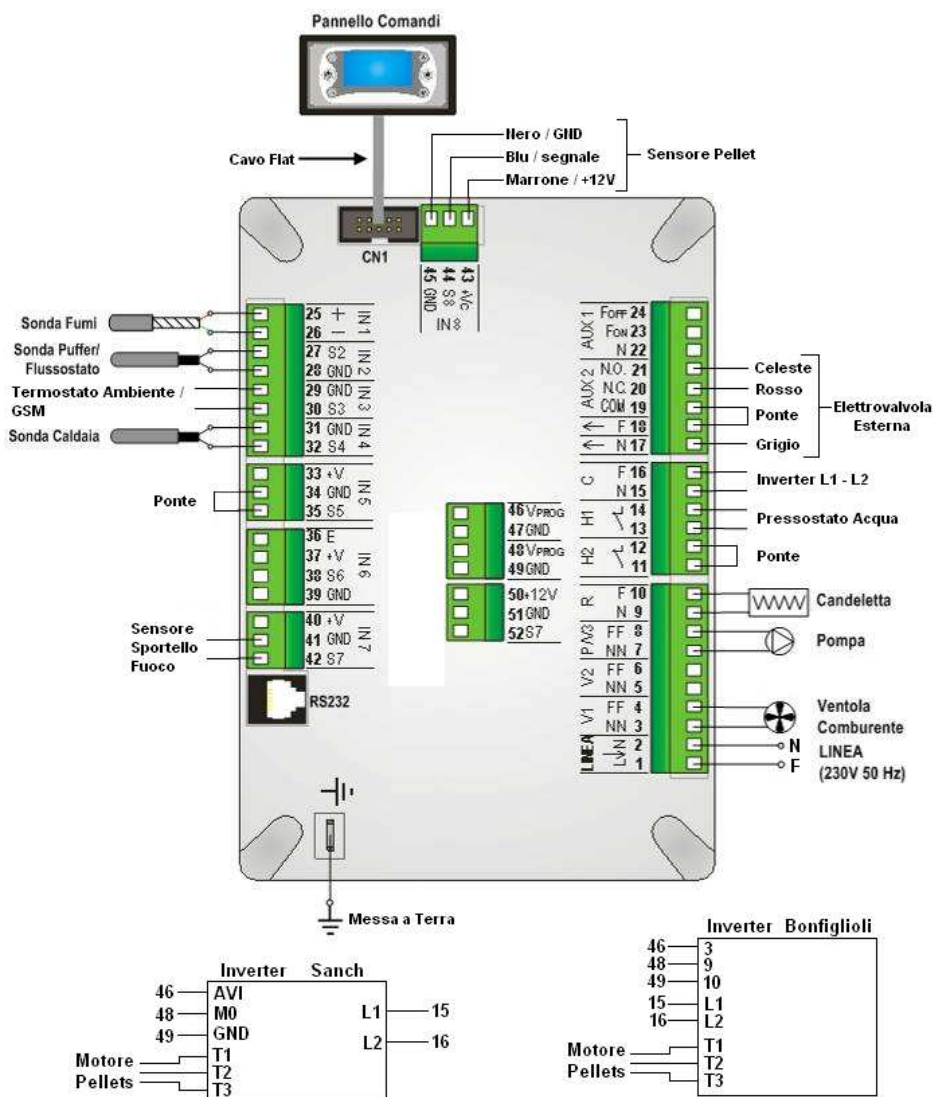 Pannello Comandi
Cavo Flat
Nero / GND
Blu / segnale
Marrone / +12V
Sensore Pellet
CN1
45 GND
44 S8
43 +Vc
IN8
Sonda Fumi
Sonda Puffer/
Flussostato
Termostato Ambiente /
GSM
Sonda Caldaia
25 +
26 −
IN1
27 S2
28 GND
IN2
29 GND
30 S3
IN3
31 GND
32 S4
IN4
Ponte
33 +V
34 GND
35 S5
IN5
36 E
37 +V
38 S6
39 GND
IN6
Sensore
Sportello
Fuoco
40 +V
41 GND
42 S7
IN7
RS232
46 VPROG
47 GND
48 VPROG
49 GND
50 +12V
51 GND
52 S7
AUX1
FOFF 24
FON 23
N 22
AUX2
N.O. 21
N.C. 20
COM 19
F 18
N 17
Celeste
Rosso
Ponte
Grigio
Elettrovalvola
Esterna
C
F 16
N 15
Inverter L1 - L2
H1
14
13
Pressostato Acqua
H2
12
11
Ponte
R
F 10
N 9
Candeletta
PW3
FF 8
NN 7
Pompa
V2
FF 6
NN 5
V1
FF 4
NN 3
Ventola
Comburente
LINEA
N 2
L 1
N
F
LINEA
(230V 50 Hz)
Messa a Terra
Inverter Sanch
46 AVI
48 M0
49 GND
T1
T2
T3
Motore
Pellets
L1 15
L2 16
Inverter Bonfiglioli
46 3
48 9
49 10
15 L1
16 L2
T1
T2
T3
Motore
Pellets